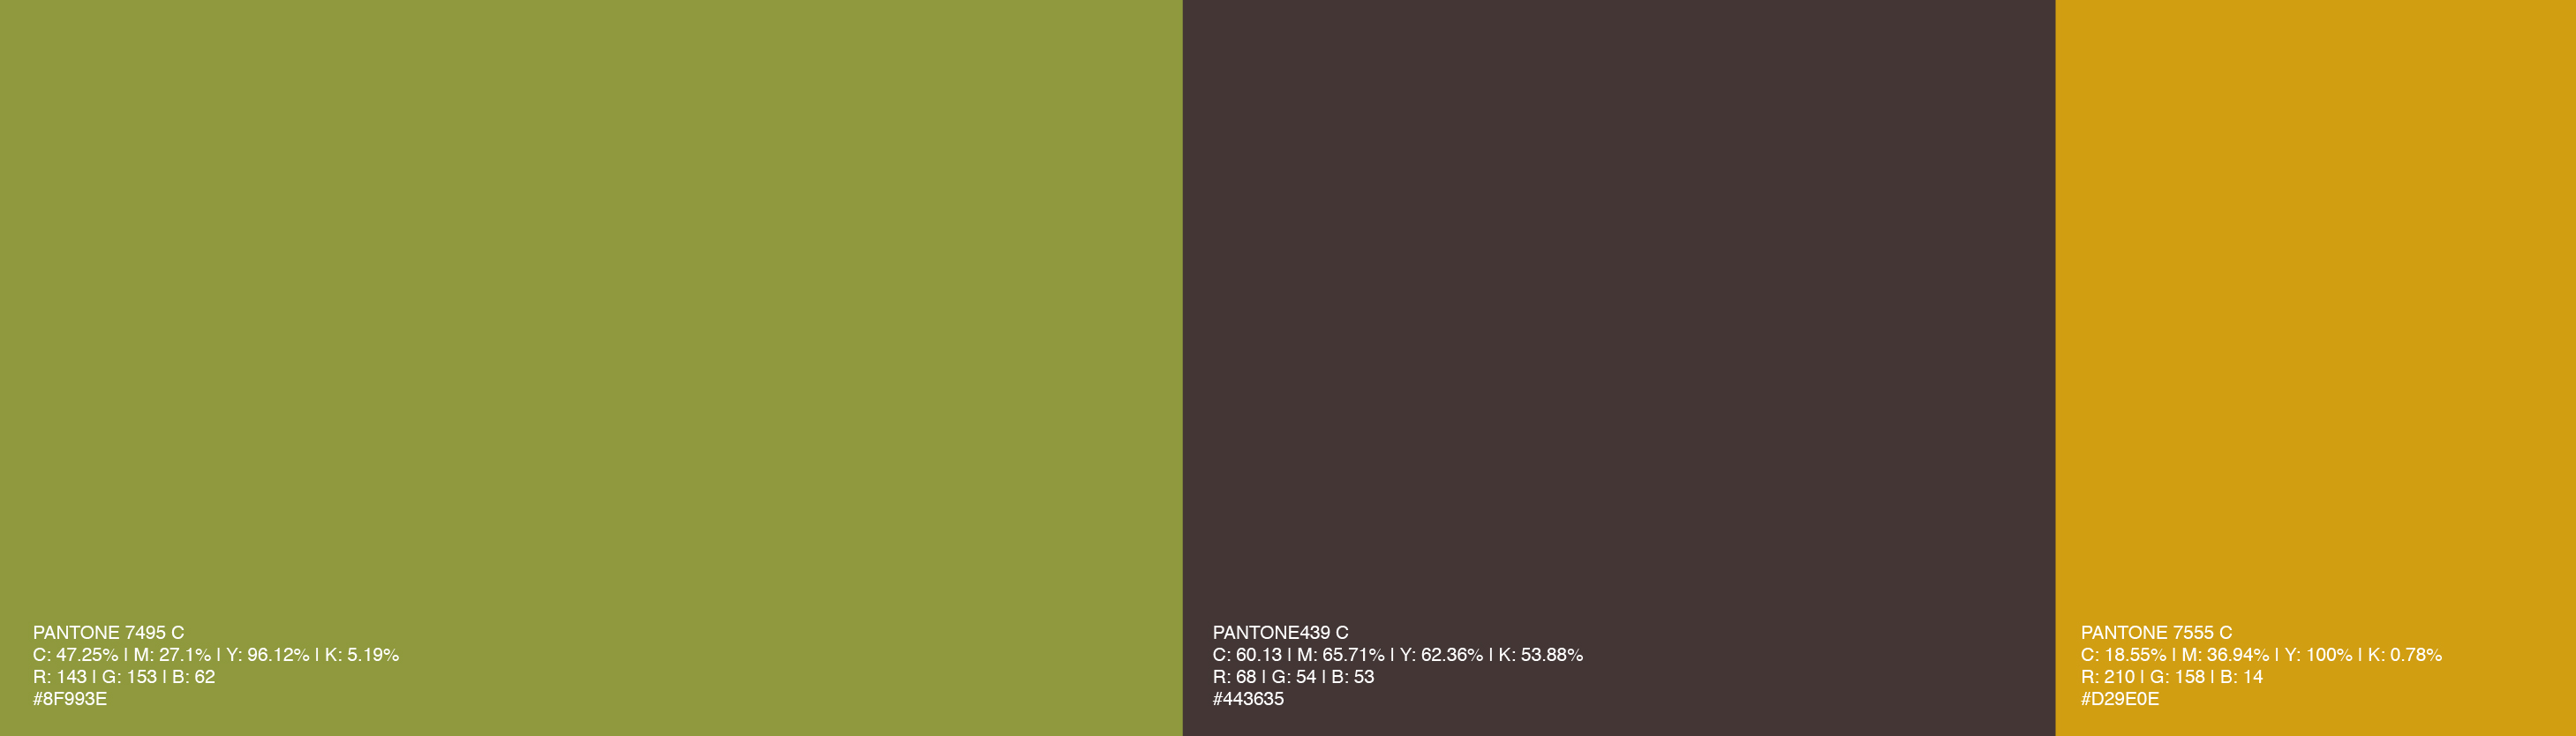 PANTONE 7495 C
C: 47.25% | M: 27.1% | Y: 96.12% | K: 5.19%
R: 143 | G: 153 | B: 62
#8F993E
PANTONE439 C
C: 60.13 | M: 65.71% | Y: 62.36% | K: 53.88%
R: 68 | G: 54 | B: 53
#443635
PANTONE 7555 C
C: 18.55% | M: 36.94% | Y: 100% | K: 0.78%
R: 210 | G: 158 | B: 14
#D29E0E